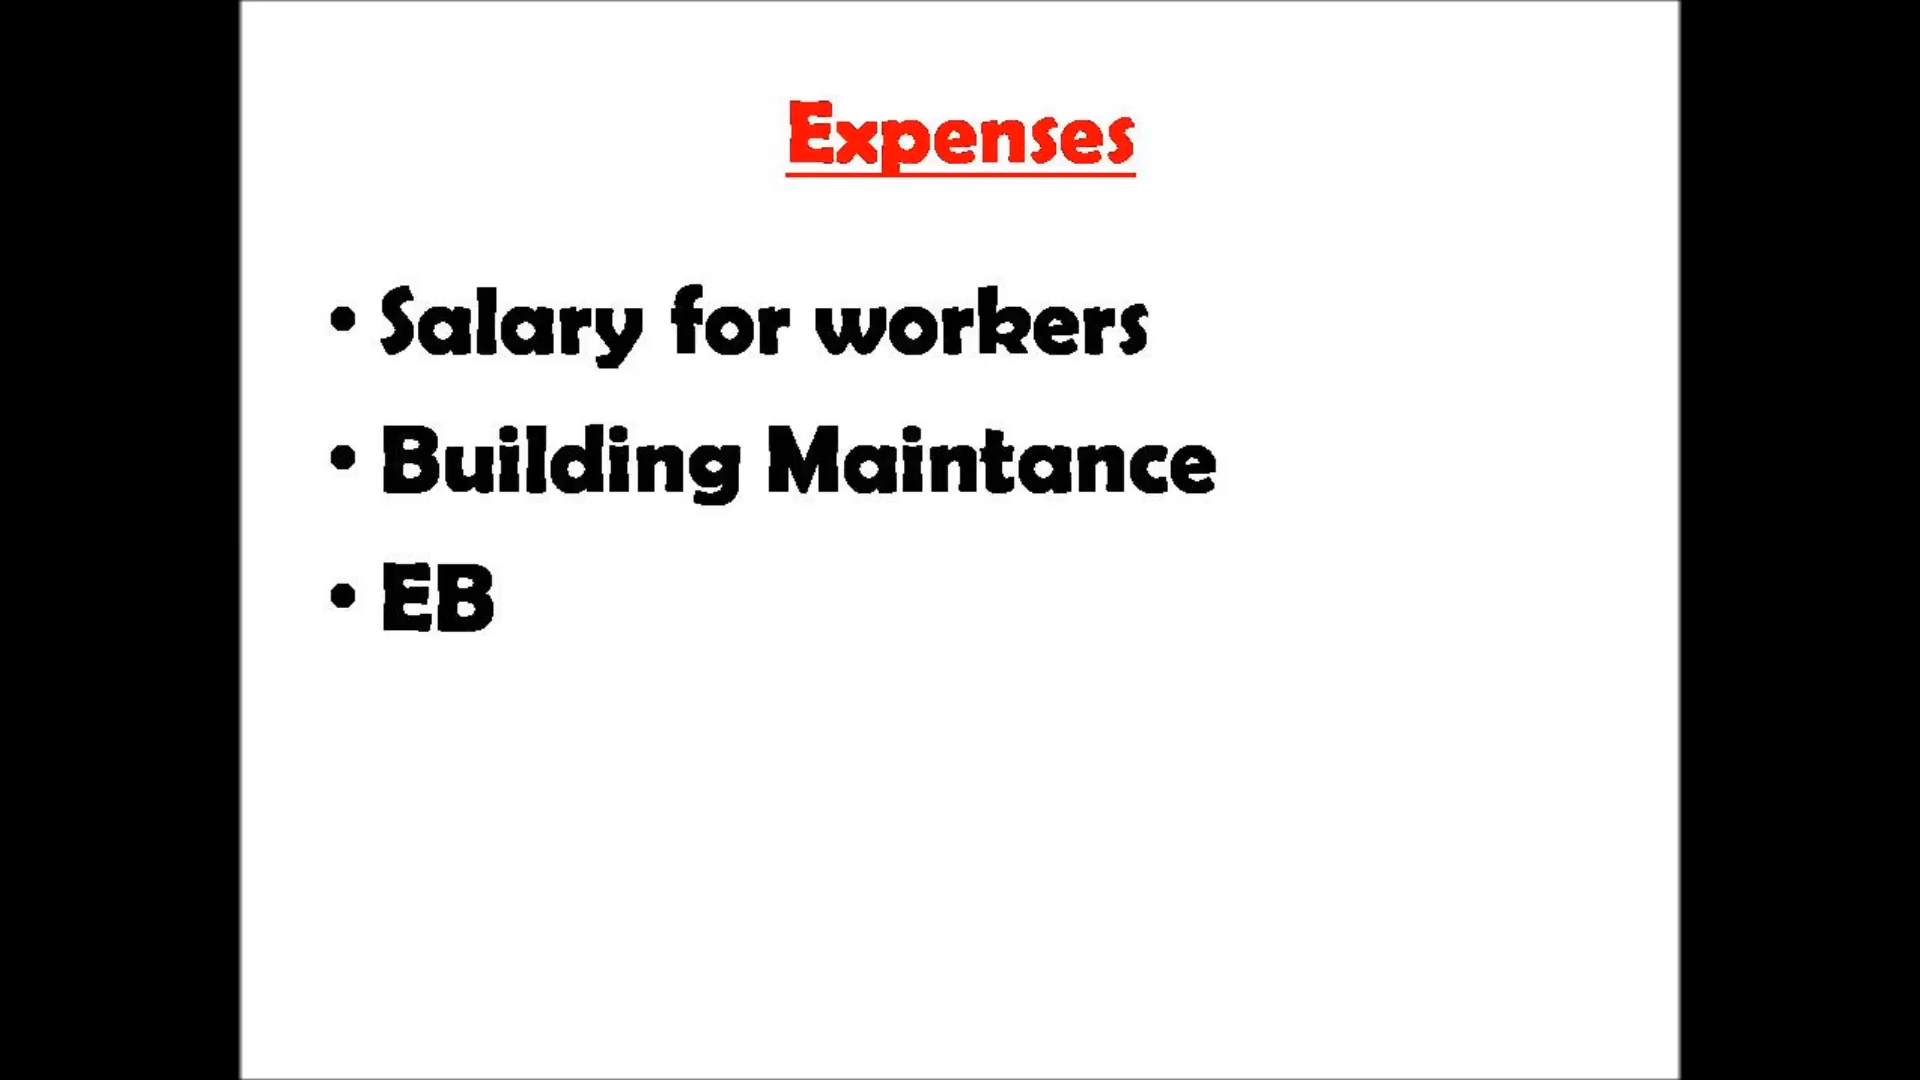 Expenses
• Salary for workers
• Building Maintance
• EB